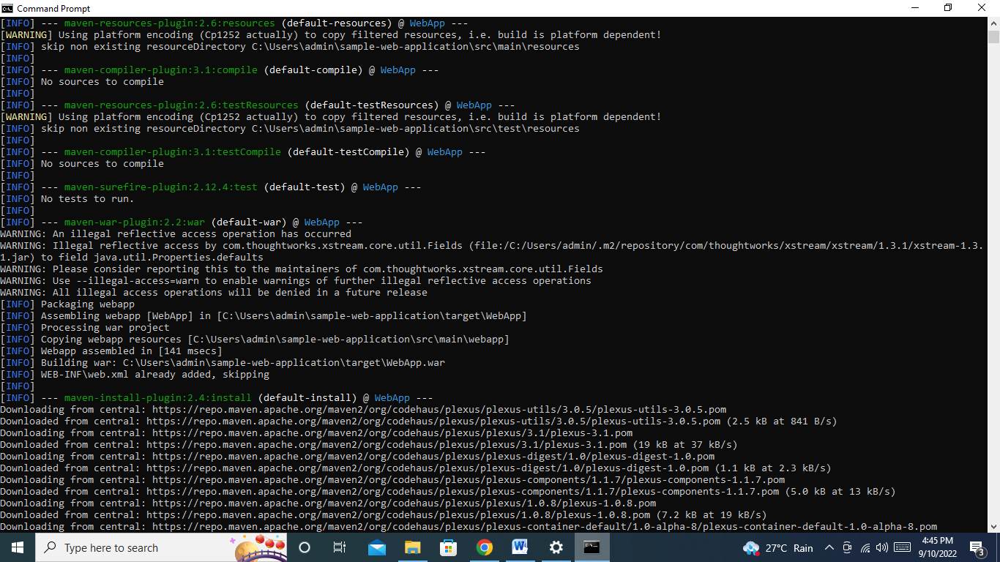 Command Prompt
[INFO] --- maven-resources-plugin:2.6:resources (default-resources) @ WebApp ---
[WARNING] Using platform encoding (Cp1252 actually) to copy filtered resources, i.e. build is platform dependent!
[INFO] skip non existing resourceDirectory C:\Users\admin\sample-web-application\src\main\resources
[INFO]
[INFO] --- maven-compiler-plugin:3.1:compile (default-compile) @ WebApp ---
[INFO] No sources to compile
[INFO]
[INFO] --- maven-resources-plugin:2.6:testResources (default-testResources) @ WebApp ---
[WARNING] Using platform encoding (Cp1252 actually) to copy filtered resources, i.e. build is platform dependent!
[INFO] skip non existing resourceDirectory C:\Users\admin\sample-web-application\src\test\resources
[INFO]
[INFO] --- maven-compiler-plugin:3.1:testCompile (default-testCompile) @ WebApp ---
[INFO] No sources to compile
[INFO]
[INFO] --- maven-surefire-plugin:2.12.4:test (default-test) @ WebApp ---
[INFO] No tests to run.
[INFO]
[INFO] --- maven-war-plugin:2.2:war (default-war) @ WebApp ---
WARNING: An illegal reflective access operation has occurred
WARNING: Illegal reflective access by com.thoughtworks.xstream.core.util.Fields (file:/C:/Users/admin/.m2/repository/com/thoughtworks/xstream/xstream/1.3.1/xstream-1.3.
1.jar) to field java.util.Properties.defaults
WARNING: Please consider reporting this to the maintainers of com.thoughtworks.xstream.core.util.Fields
WARNING: Use --illegal-access=warn to enable warnings of further illegal reflective access operations
WARNING: All illegal access operations will be denied in a future release
[INFO] Packaging webapp
[INFO] Assembling webapp [WebApp] in [C:\Users\admin\sample-web-application\target\WebApp]
[INFO] Processing war project
[INFO] Copying webapp resources [C:\Users\admin\sample-web-application\src\main\webapp]
[INFO] Webapp assembled in [141 msecs]
[INFO] Building war: C:\Users\admin\sample-web-application\target\WebApp.war
[INFO] WEB-INF\web.xml already added, skipping
[INFO]
[INFO] --- maven-install-plugin:2.4:install (default-install) @ WebApp ---
Downloading from central: https://repo.maven.apache.org/maven2/org/codehaus/plexus/plexus-utils/3.0.5/plexus-utils-3.0.5.pom
Downloaded from central: https://repo.maven.apache.org/maven2/org/codehaus/plexus/plexus-utils/3.0.5/plexus-utils-3.0.5.pom (2.5 kB at 841 B/s)
Downloading from central: https://repo.maven.apache.org/maven2/org/codehaus/plexus/plexus/3.1/plexus-3.1.pom
Downloaded from central: https://repo.maven.apache.org/maven2/org/codehaus/plexus/plexus/3.1/plexus-3.1.pom (19 kB at 37 kB/s)
Downloading from central: https://repo.maven.apache.org/maven2/org/codehaus/plexus/plexus-digest/1.0/plexus-digest-1.0.pom
Downloaded from central: https://repo.maven.apache.org/maven2/org/codehaus/plexus/plexus-digest/1.0/plexus-digest-1.0.pom (1.1 kB at 2.3 kB/s)
Downloading from central: https://repo.maven.apache.org/maven2/org/codehaus/plexus/plexus-components/1.1.7/plexus-components-1.1.7.pom
Downloaded from central: https://repo.maven.apache.org/maven2/org/codehaus/plexus/plexus-components/1.1.7/plexus-components-1.1.7.pom (5.0 kB at 13 kB/s)
Downloading from central: https://repo.maven.apache.org/maven2/org/codehaus/plexus/plexus/1.0.8/plexus-1.0.8.pom
Downloaded from central: https://repo.maven.apache.org/maven2/org/codehaus/plexus/plexus/1.0.8/plexus-1.0.8.pom (7.2 kB at 19 kB/s)
Downloading from central: https://repo.maven.apache.org/maven2/org/codehaus/plexus/plexus-container-default/1.0-alpha-8/plexus-container-default-1.0-alpha-8.pom
Type here to search
27°C Rain
4:45 PM
9/10/2022
3